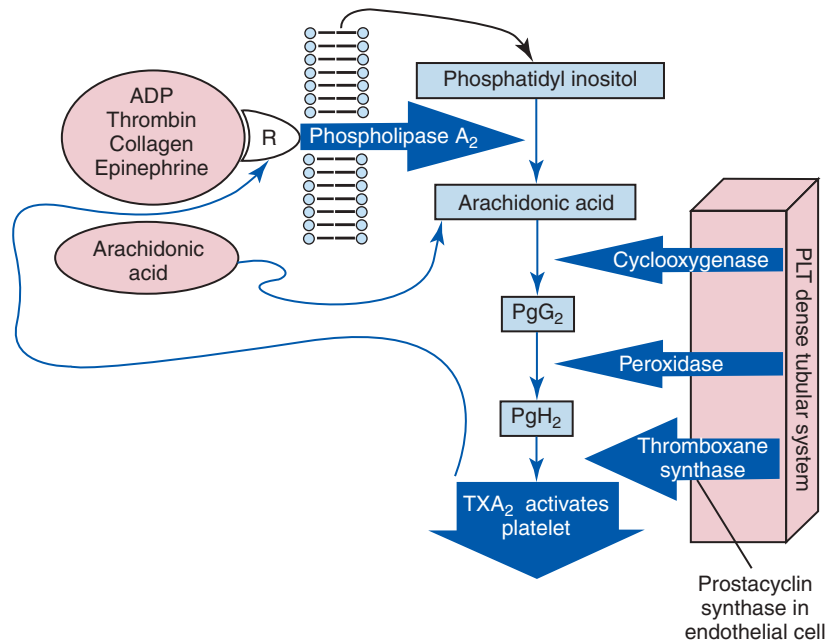 Phosphatidyl inositol
ADP
Thrombin
Collagen
Epinephrine
R
Phospholipase A₂
Arachidonic acid
Arachidonic
acid
Cyclooxygenase
PgG₂
Peroxidase
PgH₂
Thromboxane
synthase
PLT dense tubular system
TXA₂ activates
platelet
Prostacyclin
synthase in
endothelial cell